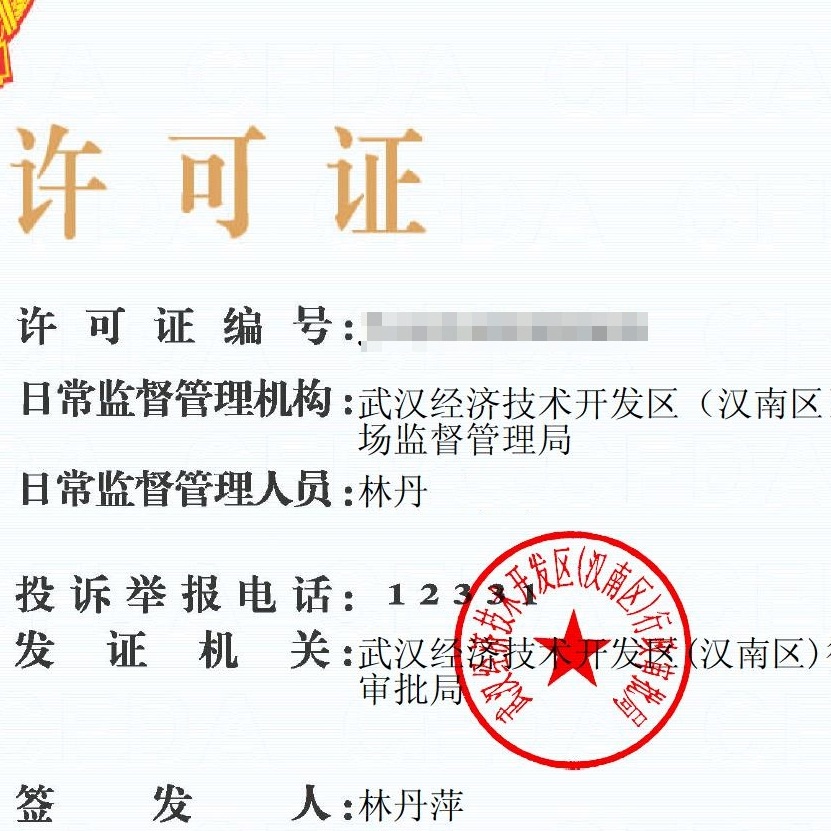 许可证
许可证编号:
日常监督管理机构:武汉经济技术开发区（汉南区
场监督管理局
日常监督管理人员:林丹
投诉举报电话: 12331
发证机关:武汉经济技术开发区(汉南区)行
审批局
武汉经济技术开发区(汉南区)行政审批局
签发人:林丹萍